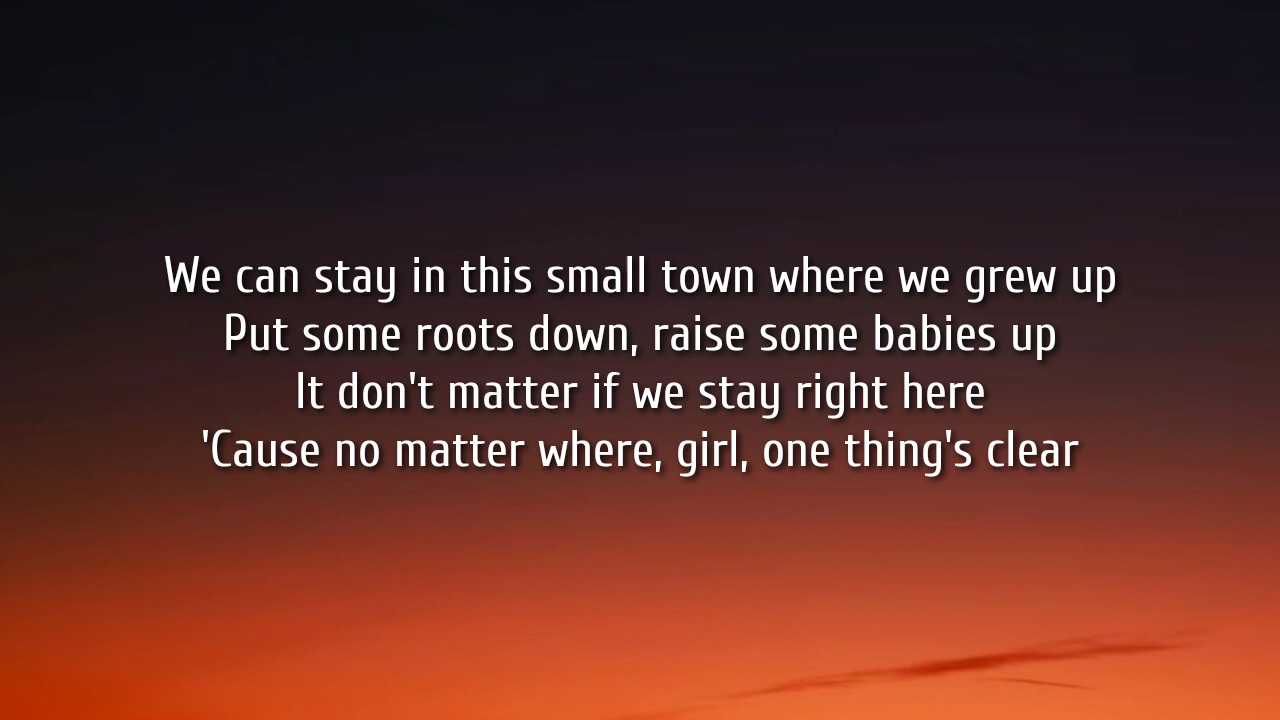 We can stay in this small town where we grew up
Put some roots down, raise some babies up
It don't matter if we stay right here
'Cause no matter where, girl, one thing's clear